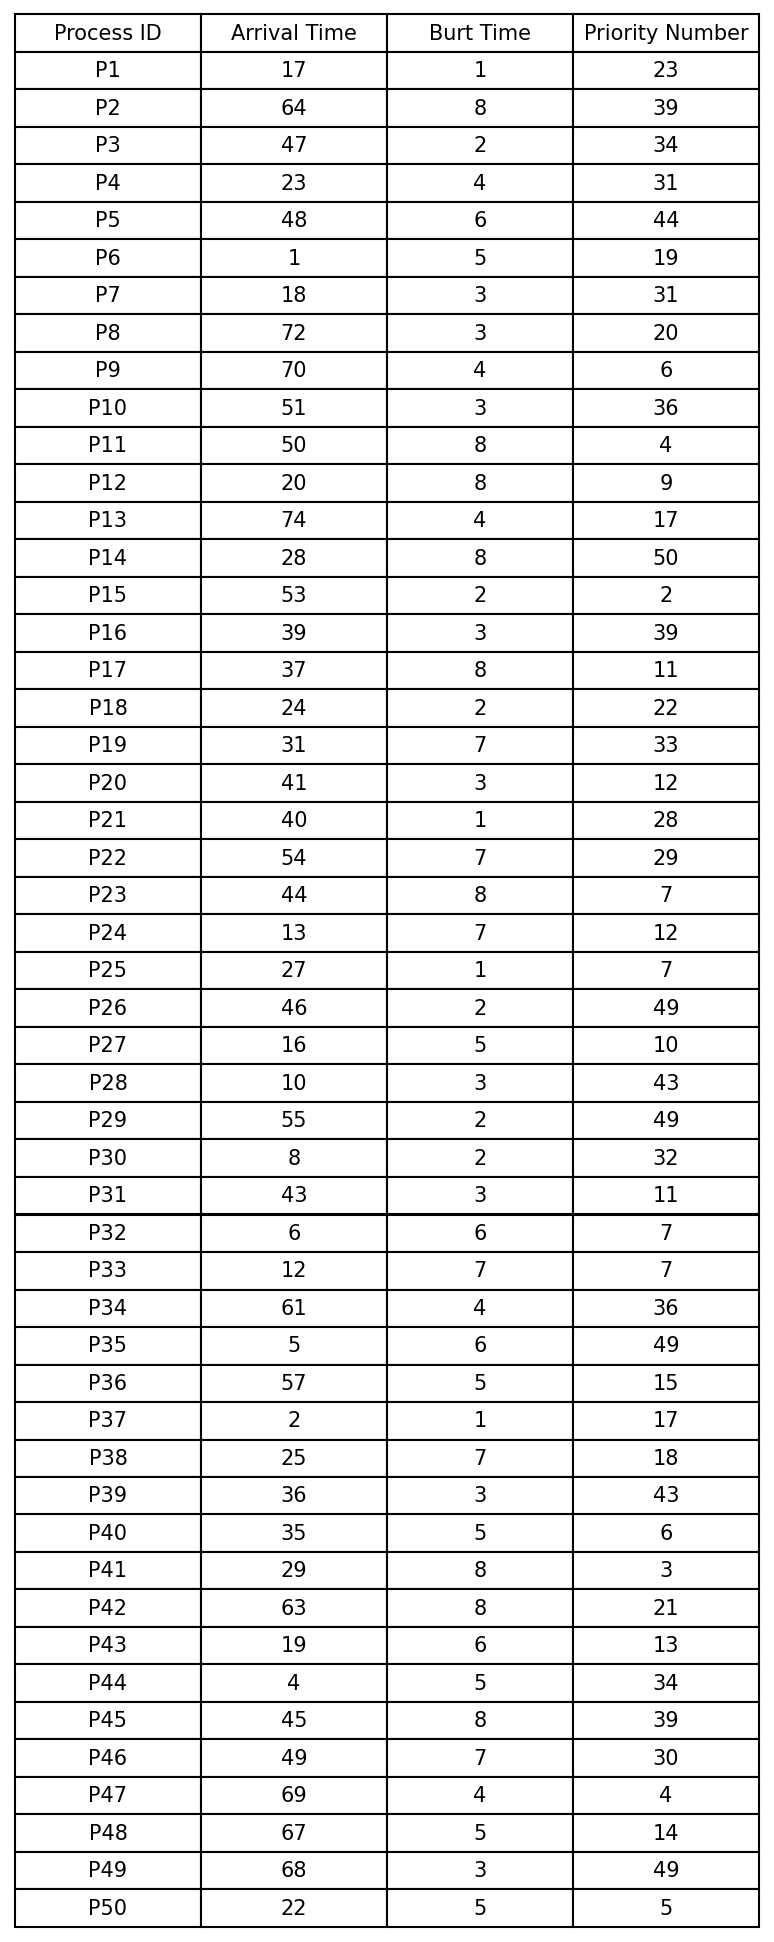 Process ID Arrival Time Burt Time Priority Number
P1 17 1 23
P2 64 8 39
P3 47 2 34
P4 23 4 31
P5 48 6 44
P6 1 5 19
P7 18 3 31
P8 72 3 20
P9 70 4 6
P10 51 3 36
P11 50 8 4
P12 20 8 9
P13 74 4 17
P14 28 8 50
P15 53 2 2
P16 39 3 39
P17 37 8 11
P18 24 2 22
P19 31 7 33
P20 41 3 12
P21 40 1 28
P22 54 7 29
P23 44 8 7
P24 13 7 12
P25 27 1 7
P26 46 2 49
P27 16 5 10
P28 10 3 43
P29 55 2 49
P30 8 2 32
P31 43 3 11
P32 6 6 7
P33 12 7 7
P34 61 4 36
P35 5 6 49
P36 57 5 15
P37 2 1 17
P38 25 7 18
P39 36 3 43
P40 35 5 6
P41 29 8 3
P42 63 8 21
P43 19 6 13
P44 4 5 34
P45 45 8 39
P46 49 7 30
P47 69 4 4
P48 67 5 14
P49 68 3 49
P50 22 5 5